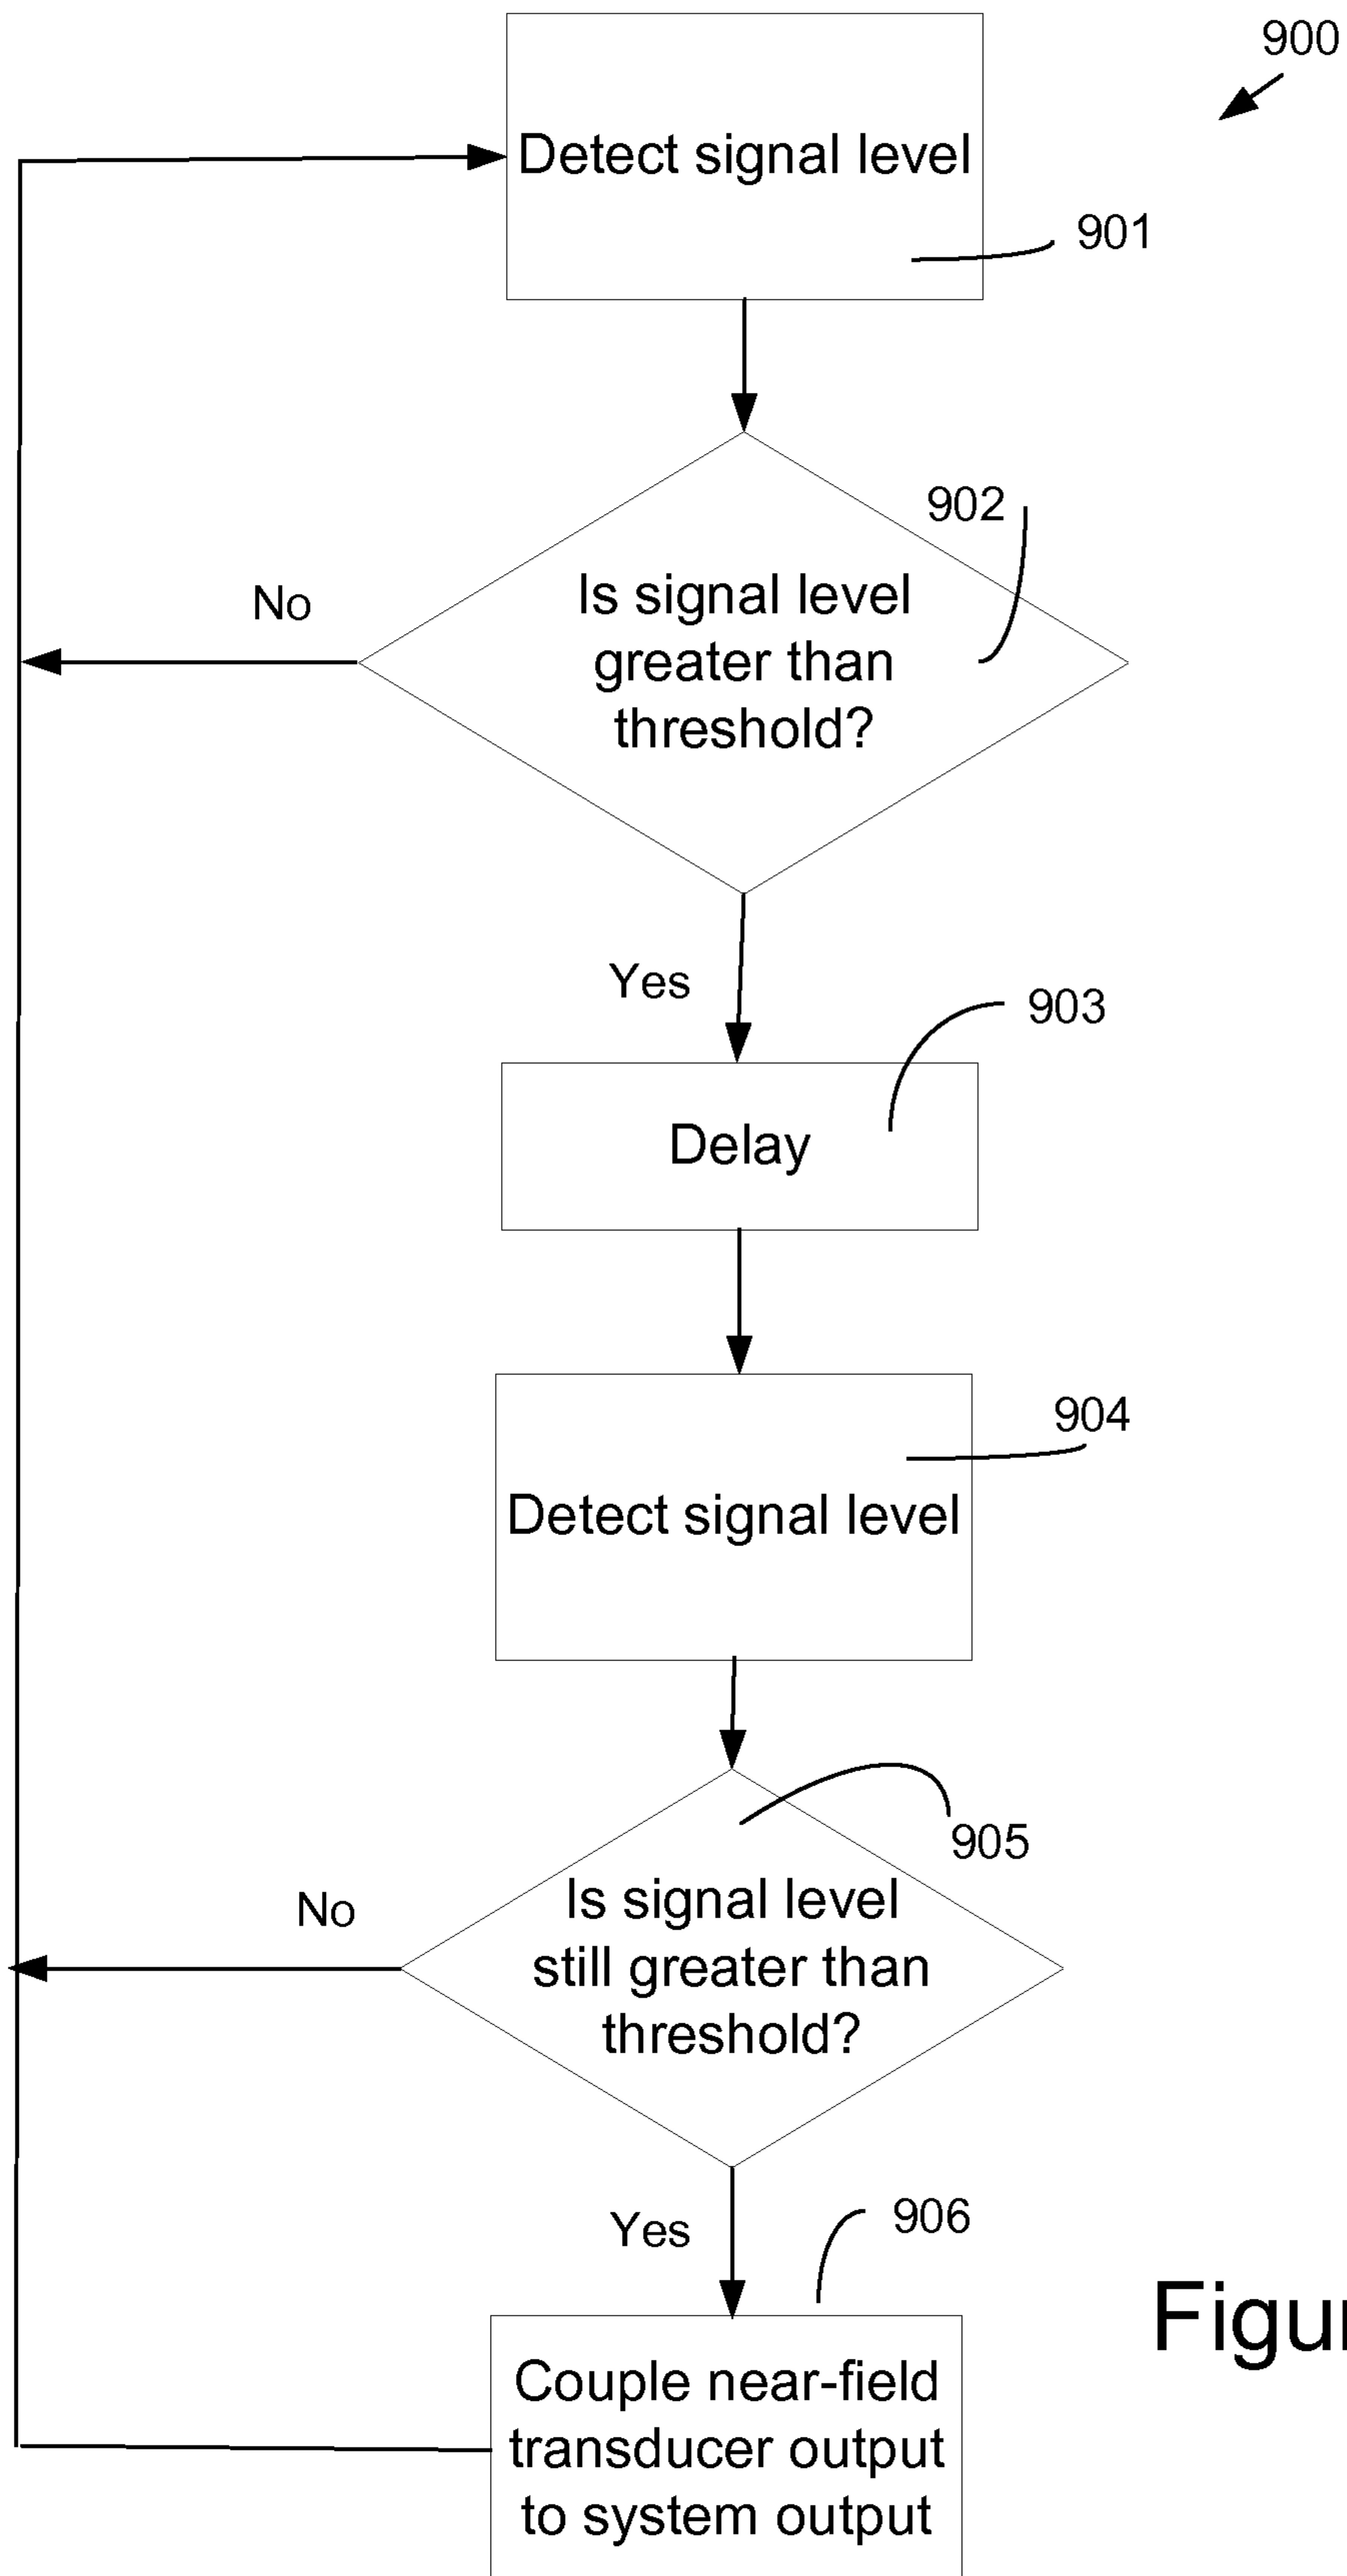 900
Detect signal level
901
902
Is signal level
greater than
threshold?
No
Yes
903
Delay
904
Detect signal level
905
Is signal level
still greater than
threshold?
No
Yes
906
Couple near-field
transducer output
to system output